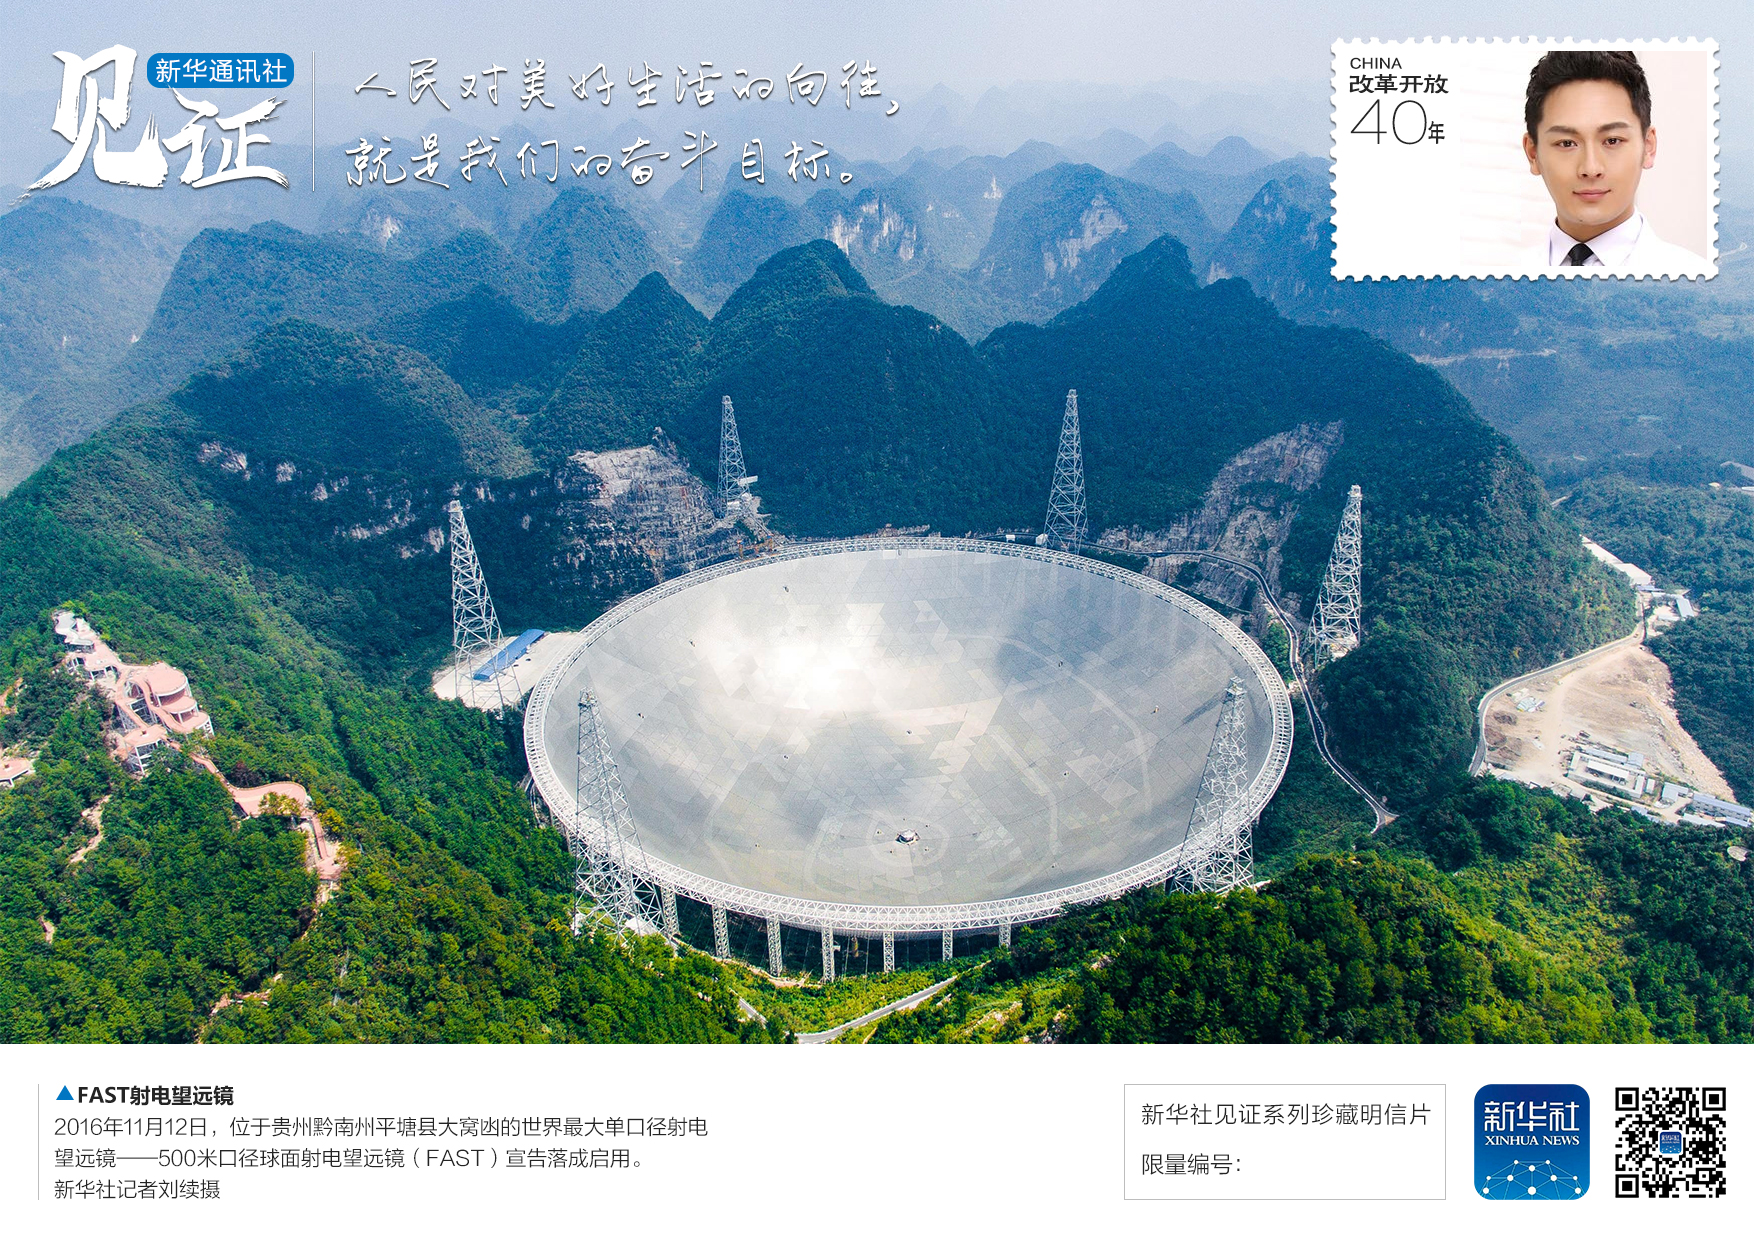 见证
新华通讯社
人民对美好生活的向往，
就是我们的奋斗目标。
CHINA
改革开放
40年
▲FAST射电望远镜
2016年11月12日，位于贵州黔南州平塘县大窝凼的世界最大单口径射电
望远镜——500米口径球面射电望远镜（FAST）宣告落成启用。
新华社记者刘续摄
新华社见证系列珍藏明信片
限量编号：
新华社
XINHUA NEWS